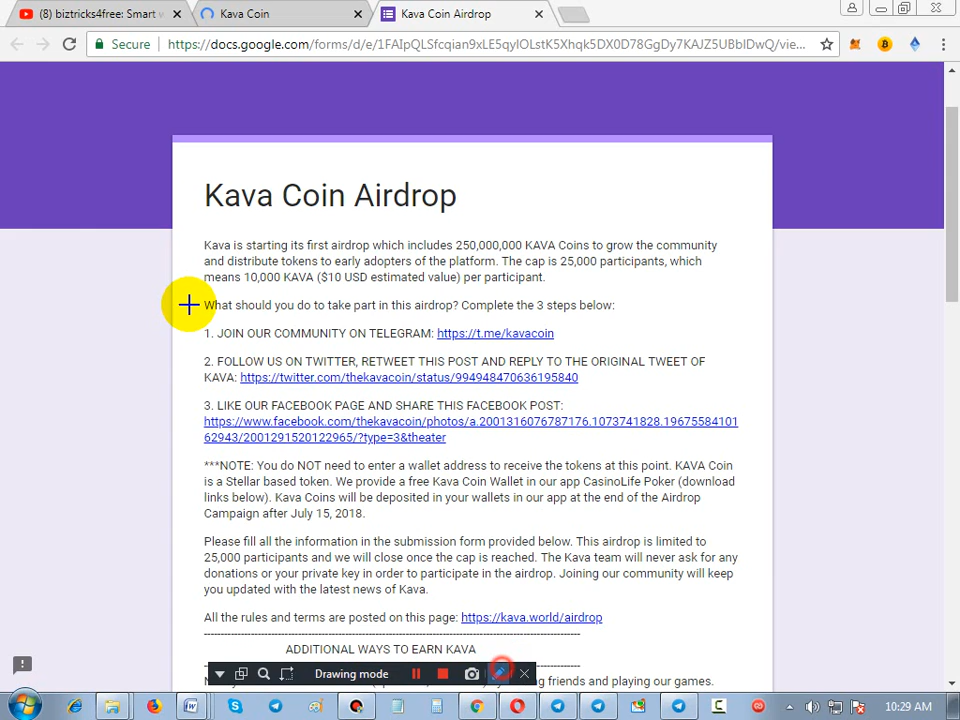 (8) biztricks4free: Smart
Kava Coin
Kava Coin Airdrop
Secure
https://docs.google.com/forms/d/e/1FAIpQLSfcqian9xLE5qyIOLstK5Xhqk5DX0D78GgDy7KAJZ5UBbIDwQ/vie...
Kava Coin Airdrop
Kava is starting its first airdrop which includes 250,000,000 KAVA Coins to grow the community
and distribute tokens to early adopters of the platform. The cap is 25,000 participants, which
means 10,000 KAVA ($10 USD estimated value) per participant.
What should you do to take part in this airdrop? Complete the 3 steps below:
1. JOIN OUR COMMUNITY ON TELEGRAM: https://t.me/kavacoin
2. FOLLOW US ON TWITTER, RETWEET THIS POST AND REPLY TO THE ORIGINAL TWEET OF
KAVA: https://twitter.com/thekavacoin/status/994948470636195840
3. LIKE OUR FACEBOOK PAGE AND SHARE THIS FACEBOOK POST:
https://www.facebook.com/thekavacoin/photos/a.2001316076787176.1073741828.19675584101
62943/2001291520122965/?type=3&theater
***NOTE: You do NOT need to enter a wallet address to receive the tokens at this point. KAVA Coin
is a Stellar based token. We provide a free Kava Coin Wallet in our app CasinoLife Poker (download
links below). Kava Coins will be deposited in your wallets in our app at the end of the Airdrop
Campaign after July 15, 2018.
Please fill all the information in the submission form provided below. This airdrop is limited to
25,000 participants and we will close once the cap is reached. The Kava team will never ask for any
donations or your private key in order to participate in the airdrop. Joining our community will keep
you updated with the latest news of Kava.
All the rules and terms are posted on this page: https://kava.world/airdrop
ADDITIONAL WAYS TO EARN KAVA
Drawing mode
friends and playing our games.
10:29 AM